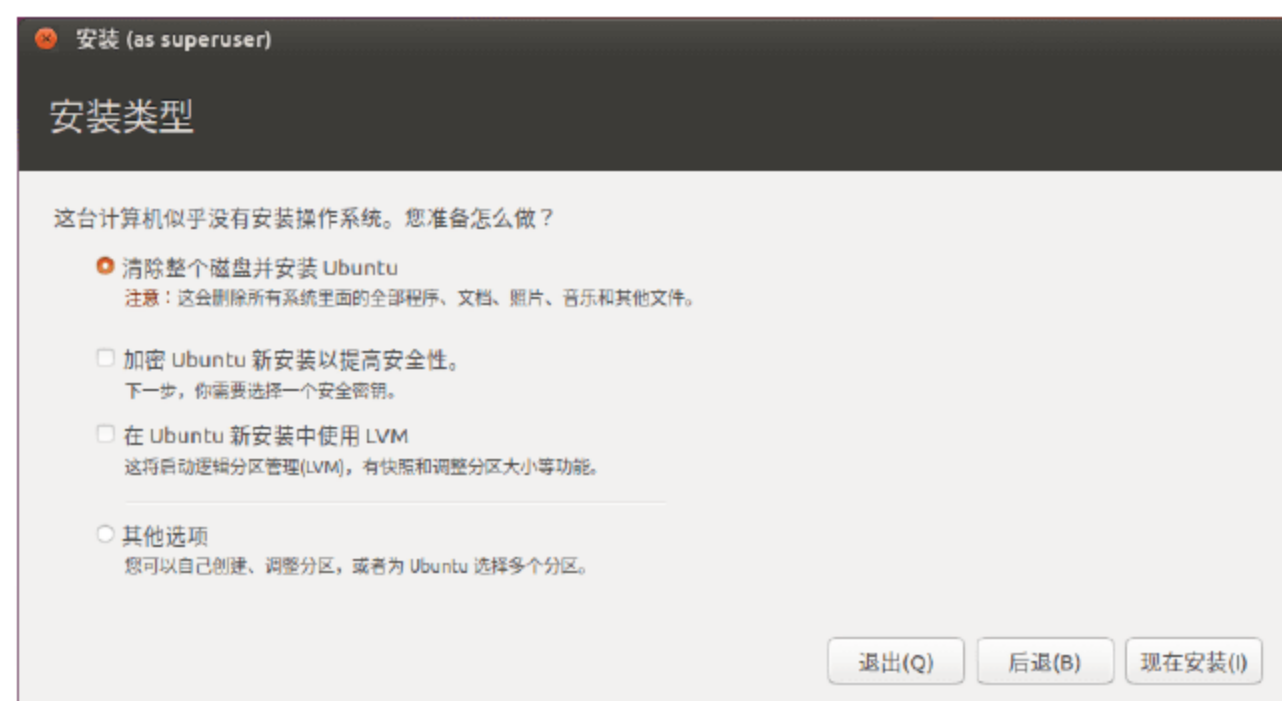 安装 (as superuser)
安装类型
这台计算机似乎没有安装操作系统。您准备怎么做？
清除整个磁盘并安装 Ubuntu
注意：这会删除所有系统里面的全部程序、文档、照片、音乐和其他文件。
加密 Ubuntu 新安装以提高安全性。
下一步，你需要选择一个安全密钥。
在 Ubuntu 新安装中使用 LVM
这将启动逻辑分区管理(LVM)，有快照和调整分区大小等功能。
其他选项
您可以自己创建、调整分区，或者为 Ubuntu 选择多个分区。
退出(Q) 后退(B) 现在安装(I)